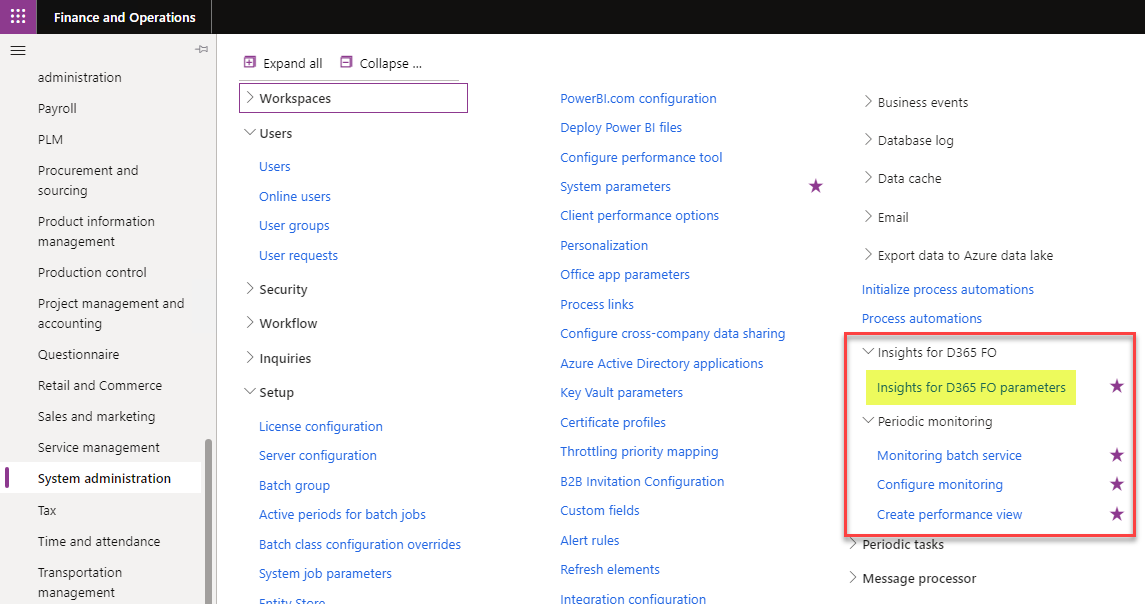 Finance and Operations
administration
Payroll
PLM
Procurement and
sourcing
Product information
management
Production control
Project management and
accounting
Questionnaire
Retail and Commerce
Sales and marketing
Service management
System administration
Tax
Time and attendance
Transportation
management
Expand all
Collapse ...
Workspaces
Users
Users
Online users
User groups
User requests
Security
Workflow
Inquiries
Setup
License configuration
Server configuration
Batch group
Active periods for batch jobs
Batch class configuration overrides
System job parameters
Entity Store
PowerBI.com configuration
Deploy Power BI files
Configure performance tool
System parameters
Client performance options
Personalization
Office app parameters
Process links
Configure cross-company data sharing
Azure Active Directory applications
Key Vault parameters
Certificate profiles
Throttling priority mapping
B2B Invitation Configuration
Custom fields
Alert rules
Refresh elements
Integration configuration
Business events
Database log
Data cache
Email
Export data to Azure data lake
Initialize process automations
Process automations
Insights for D365 FO
Insights for D365 FO parameters
Periodic monitoring
Monitoring batch service
Configure monitoring
Create performance view
Periodic tasks
Message processor